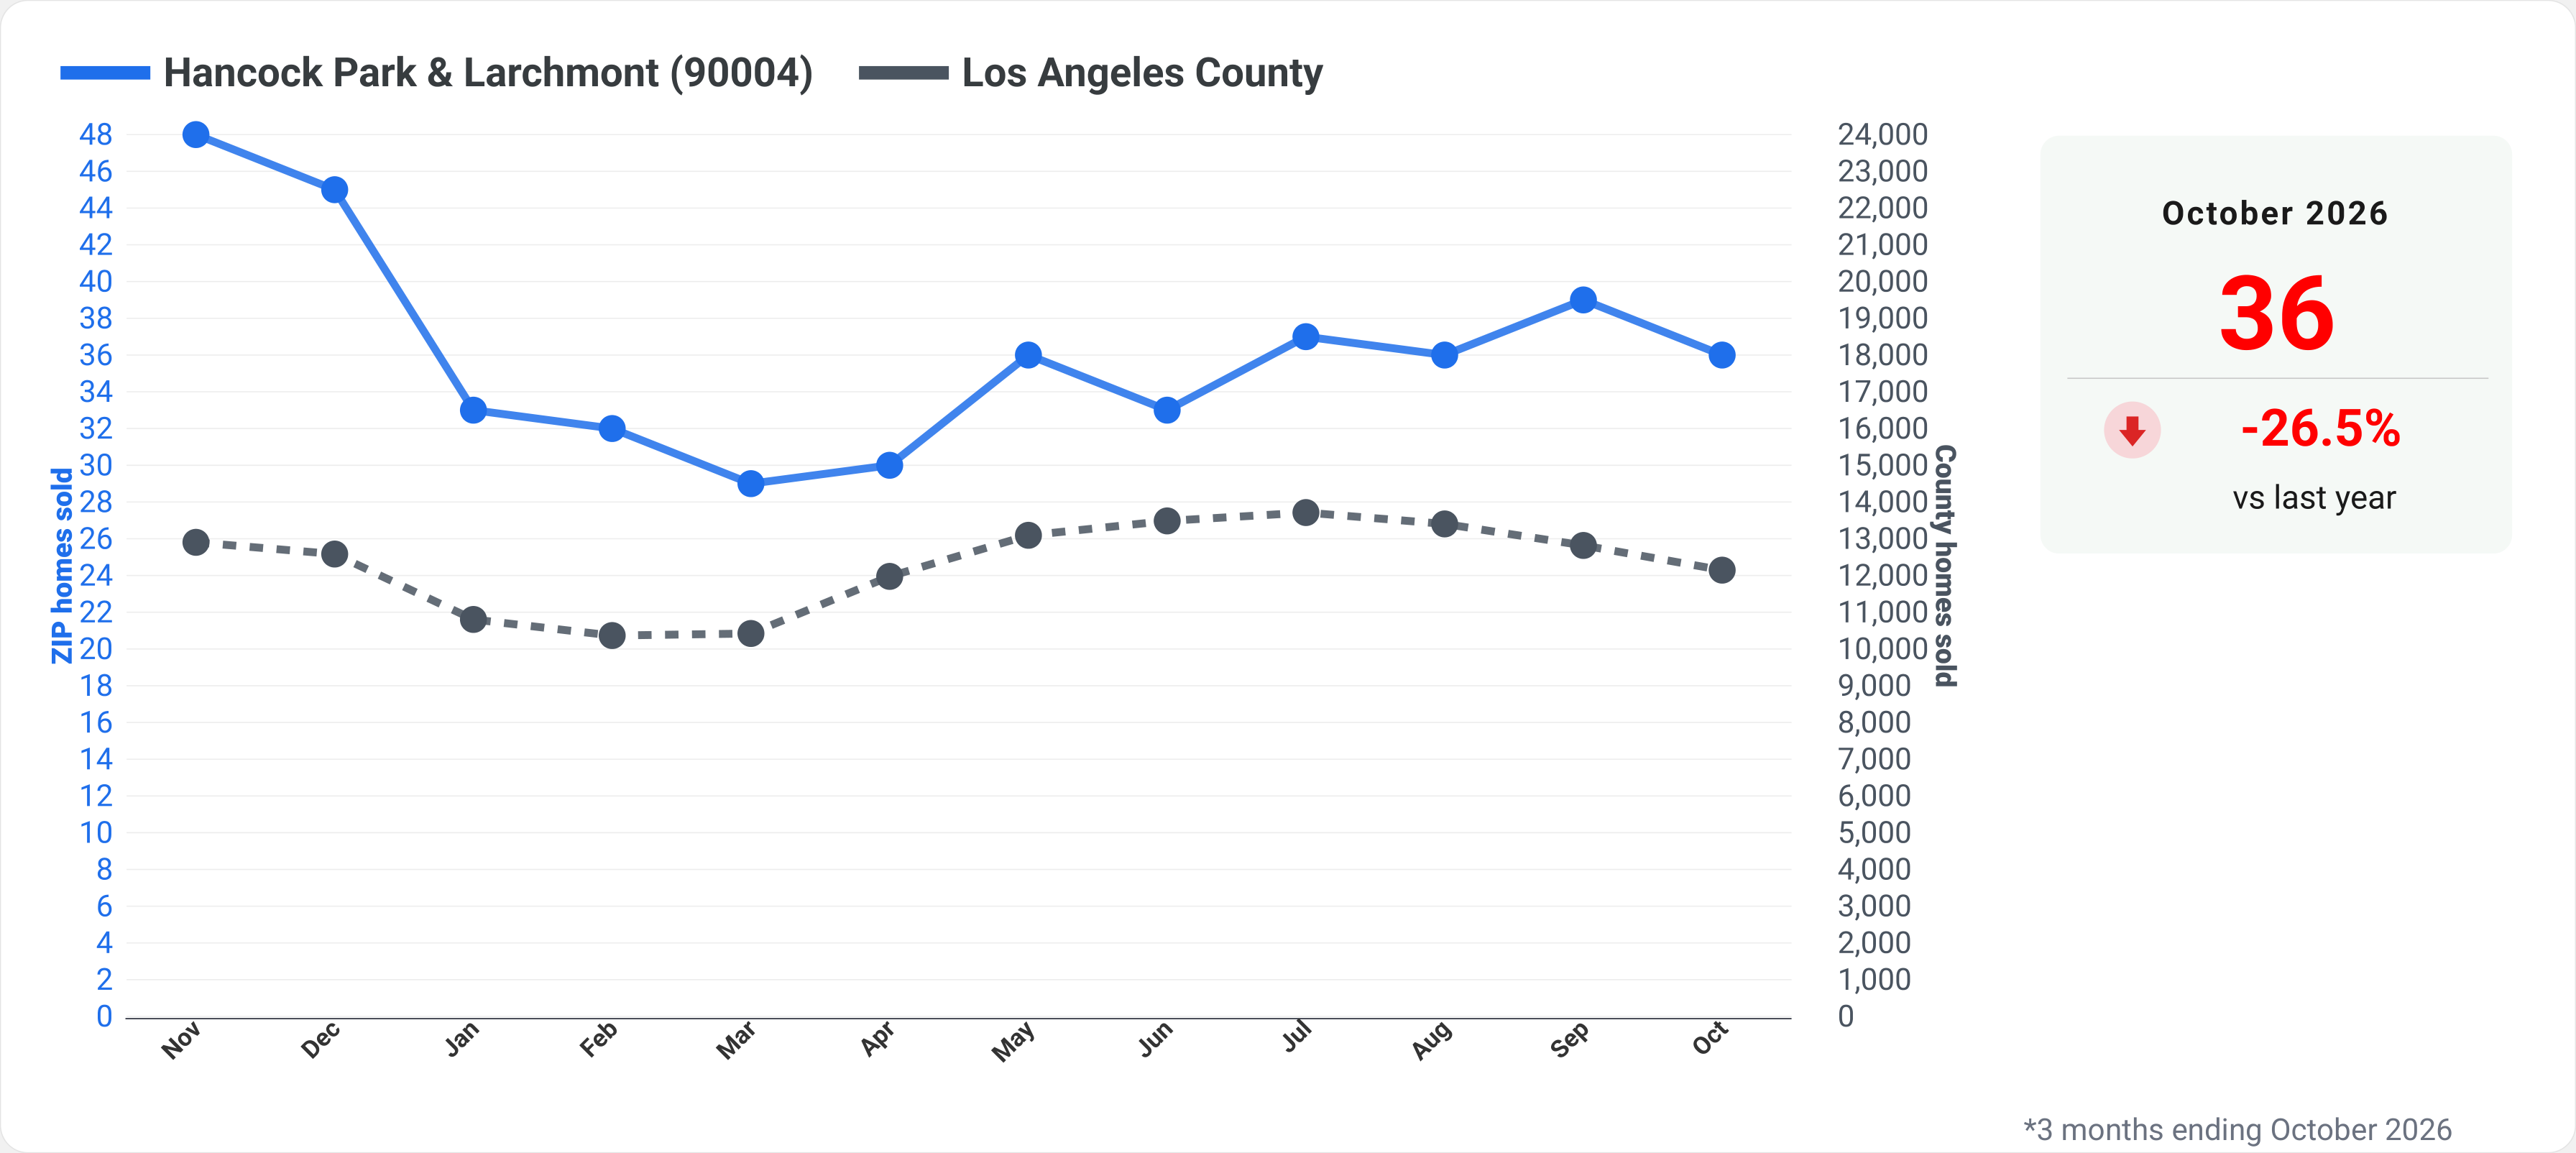 Hancock Park & Larchmont (90004)
Los Angeles County
ZIP homes sold
48
46
44
42
40
38
36
34
32
30
28
26
24
22
20
18
16
14
12
10
8
6
4
2
0
Nov
Dec
Jan
Feb
Mar
Apr
May
Jun
Jul
Aug
Sep
Oct
24,000
23,000
22,000
21,000
20,000
19,000
18,000
17,000
16,000
15,000
14,000
13,000
12,000
11,000
10,000
9,000
8,000
7,000
6,000
5,000
4,000
3,000
2,000
1,000
0
County homes sold
October 2026
36
-26.5%
vs last year
*3 months ending October 2026